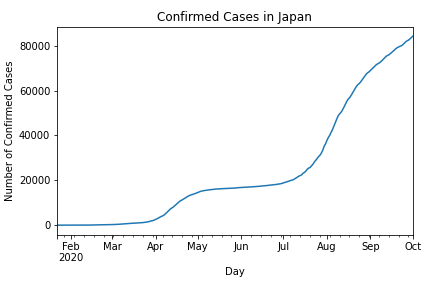 Confirmed Cases in Japan
Number of Confirmed Cases
80000
60000
40000
20000
0
Feb Mar Apr May Jun Jul Aug Sep Oct
2020
Day